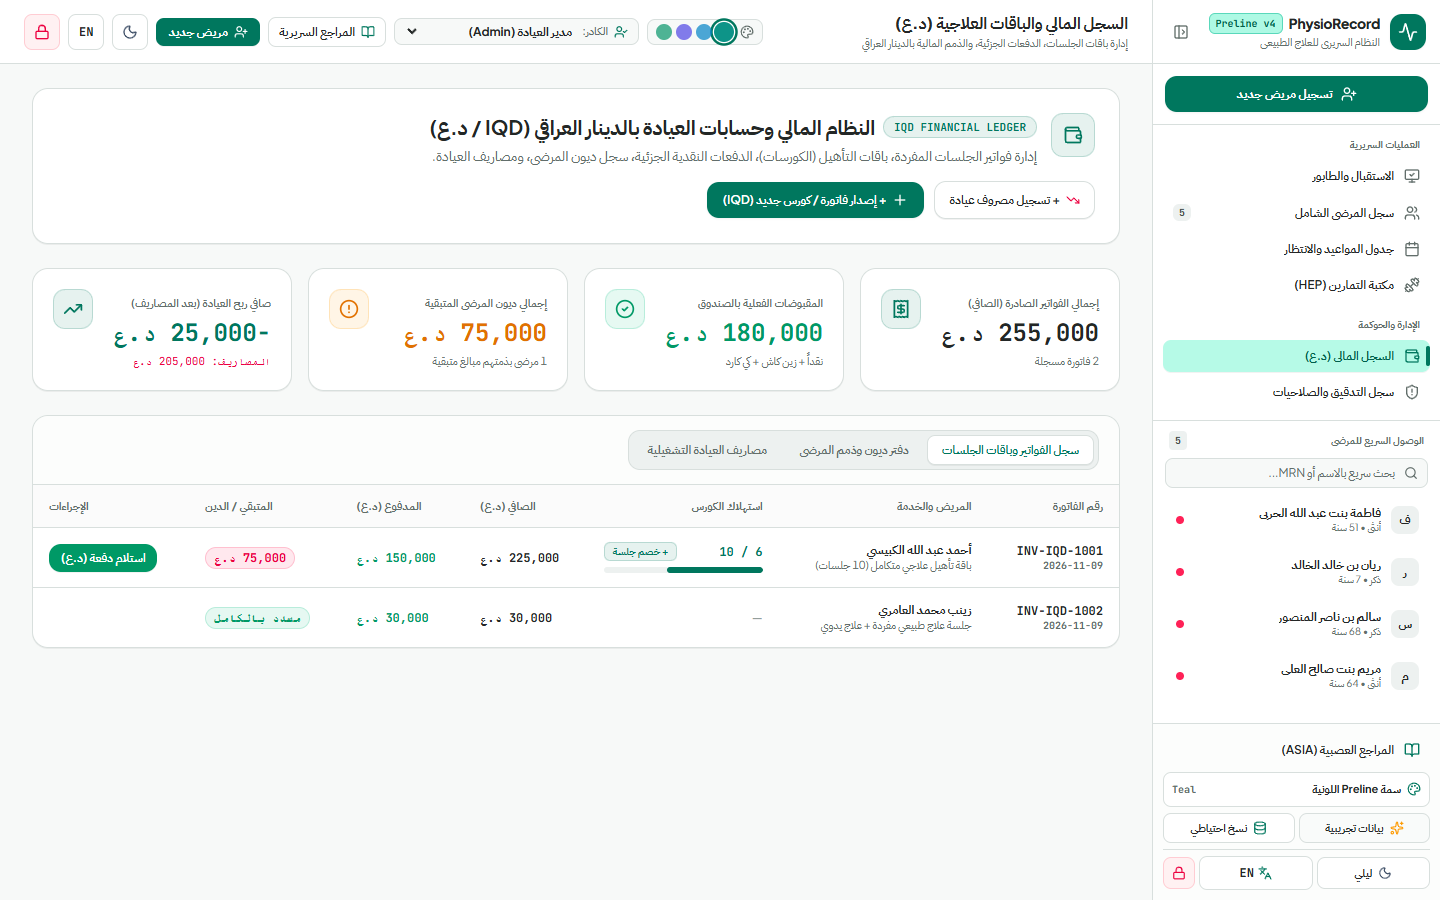 PhysioRecord Preline v4
النظام السريري للعلاج الطبيعي
تسجيل مريض جديد
العمليات السريرية
الاستقبال والطابور
سجل المرضى الشامل 5
جدول المواعيد والانتظار
مكتبة التمارين (HEP)
الإدارة والحوكمة
السجل المالي (د.ع)
سجل التدقيق والصلاحيات
الوصول السريع للمرضى 5
بحث سريع بالاسم أو MRN...
ف
فاطمة بنت عبد الله الحربي
أنثى • 51 سنة
ر
ريان بن خالد الخالد
ذكر • 7 سنة
س
سالم بن ناصر المنصور
ذكر • 68 سنة
م
مريم بنت صالح العلي
أنثى • 64 سنة
المراجع العصبية (ASIA)
سمة Preline اللونية Teal
بيانات تجريبية
نسخ احتياطي
ليلي
EN
السجل المالي والباقات العلاجية (د.ع)
إدارة باقات الجلسات، الدفعات الجزئية، والذمم المالية بالدينار العراقي
الكادر: مدير العيادة (Admin)
المراجع السريرية
مريض جديد
EN
النظام المالي وحسابات العيادة بالدينار العراقي (IQD / د.ع) IQD FINANCIAL LEDGER
إدارة فواتير الجلسات المفردة، باقات التأهيل (الكورسات)، الدفعات النقدية الجزئية، سجل ديون المرضى، ومصاريف العيادة.
+ تسجيل مصروف عيادة
+ إصدار فاتورة / كورس جديد (IQD)
إجمالي الفواتير الصادرة (الصافي)
255,000 د.ع
2 فاتورة مسجلة
المقبوضات الفعلية بالصندوق
180,000 د.ع
نقداً + زين كاش + كي كارد
إجمالي ديون المرضى المتبقية
75,000 د.ع
1 مرضى بذمتهم مبالغ متبقية
صافي ربح العيادة (بعد المصاريف)
-25,000 د.ع
المصاريف: 205,000 د.ع
سجل الفواتير وباقات الجلسات
دفتر ديون وذمم المرضى
مصاريف العيادة التشغيلية
رقم الفاتورة المريض والخدمة استهلاك الكورس الصافي (د.ع) المدفوع (د.ع) المتبقي / الدين الإجراءات
INV-IQD-1001 أحمد عبد الله الكبيسي 6 / 10 + خصم جلسة 225,000 د.ع 150,000 د.ع 75,000 د.ع استلام دفعة (د.ع)
2026-11-09 باقة تأهيل علاجي متكامل (10 جلسات)
INV-IQD-1002 زينب محمد العامري — 30,000 د.ع 30,000 د.ع مسدد بالكامل
2026-11-09 جلسة علاج طبيعي مفردة + علاج يدوي